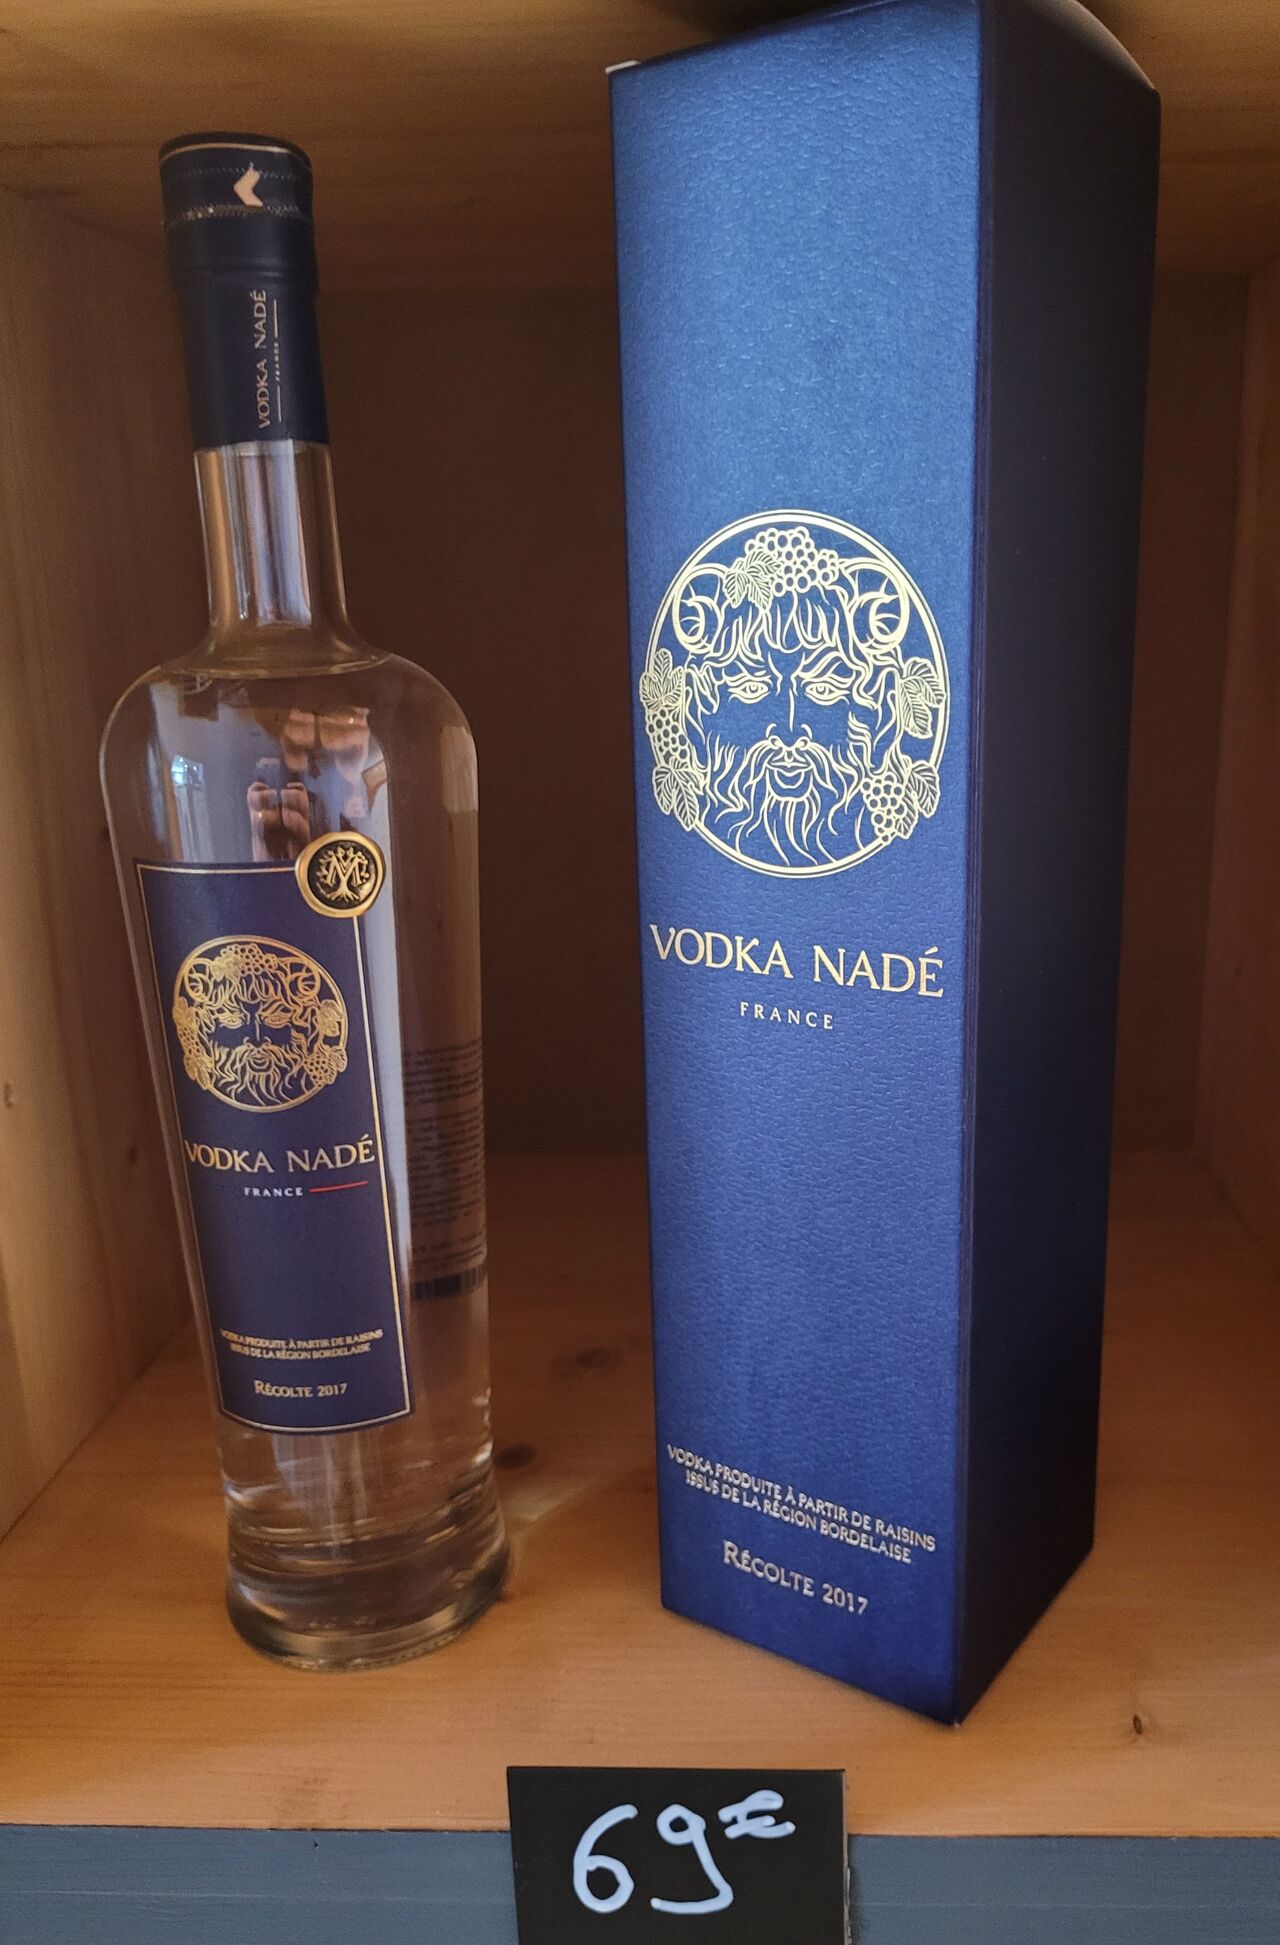 VODKA NADÉ
FRANCE
M
VODKA NADÉ
FRANCE
VODKA PRODUITE À PARTIR DE RAISINS
ISSUS DE LA RÉGION BORDELAISE
RÉCOLTE 2017
VODKA NADÉ
FRANCE
VODKA PRODUITE À PARTIR DE RAISINS
ISSUS DE LA RÉGION BORDELAISE
RÉCOLTE 2017
69€